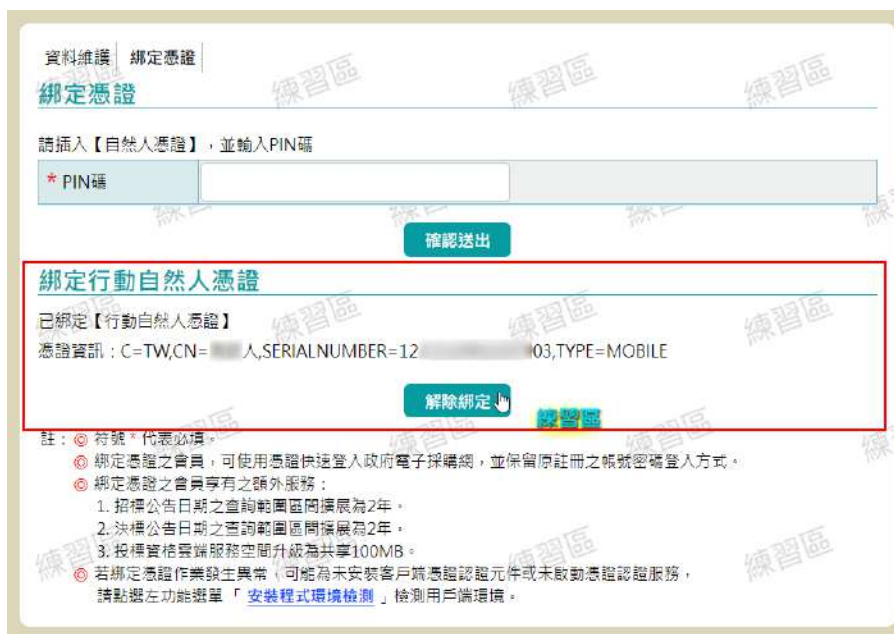 資料維護 綁定憑證
綁定憑證
請插入【自然人憑證】，並輸入PIN碼
* PIN碼
確認送出
綁定行動自然人憑證
已綁定【行動自然人憑證】
憑證資訊：C=TW,CN= 人,SERIALNUMBER=12 03,TYPE=MOBILE
解除綁定
練習區
註：◎ 符號 * 代表必填。
◎ 綁定憑證之會員，可使用憑證快速登入政府電子採購網，並保留原註冊之帳號密碼登入方式。
◎ 綁定憑證之會員享有之額外服務：
1. 招標公告日期之查詢範圍區間擴展為2年。
2. 決標公告日期之查詢範圍區間擴展為2年。
3. 投標資格雲端服務空間升級為共享100MB。
◎ 若綁定憑證作業發生異常，可能為未安裝客戶端憑證認證元件或未啟動憑證認證服務，
請點選左功能選單「 安裝程式環境檢測 」檢測用戶端環境。